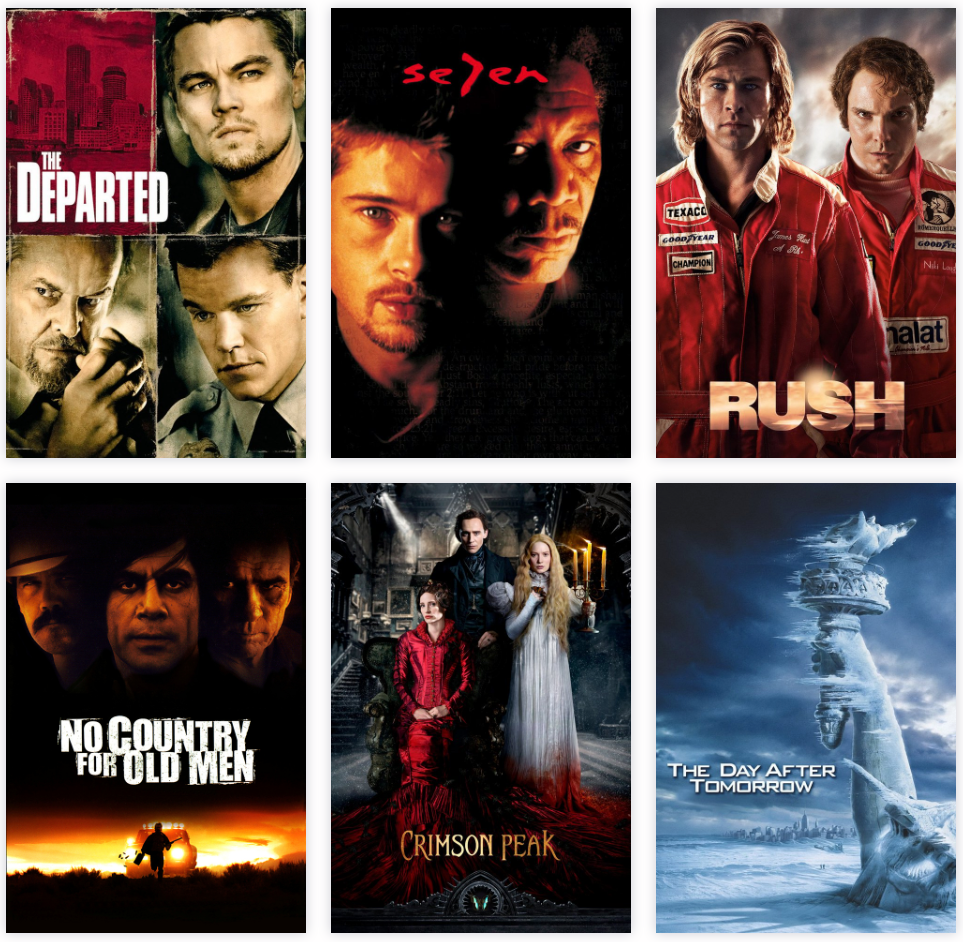 THE
DEPARTED
se7en
TEXACO
GOODYEAR
CHAMPION
GOODYEAR
RUSH
NO COUNTRY
FOR OLD MEN
CRIMSON PEAK
THE DAY AFTER
TOMORROW